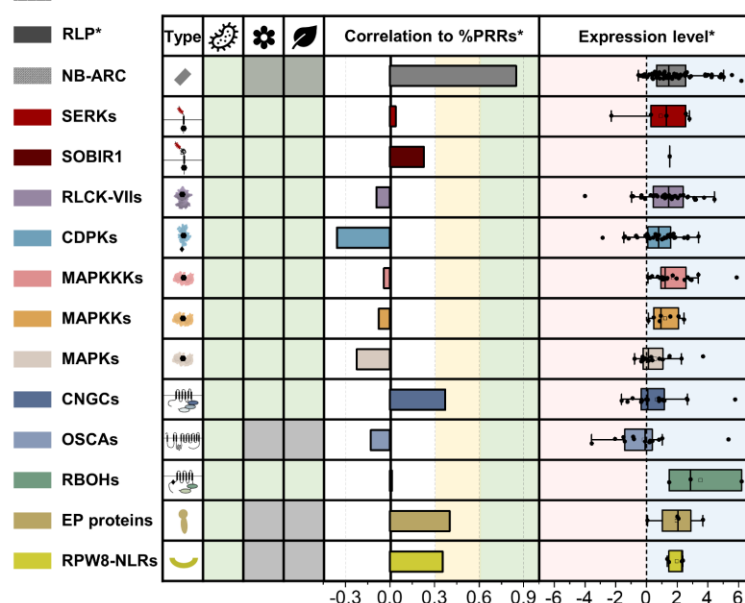 Type Correlation to %PRRs* Expression level*
RLP*
NB-ARC
SERKs
SOBIR1
RLCK-VIIs
CDPKs
MAPKKKs
MAPKKs
MAPKs
CNGCs
OSCAs
RBOHs
EP proteins
RPW8-NLRs
-0.3 0.0 0.3 0.6 0.9 -6 -4 -2 0 2 4 6